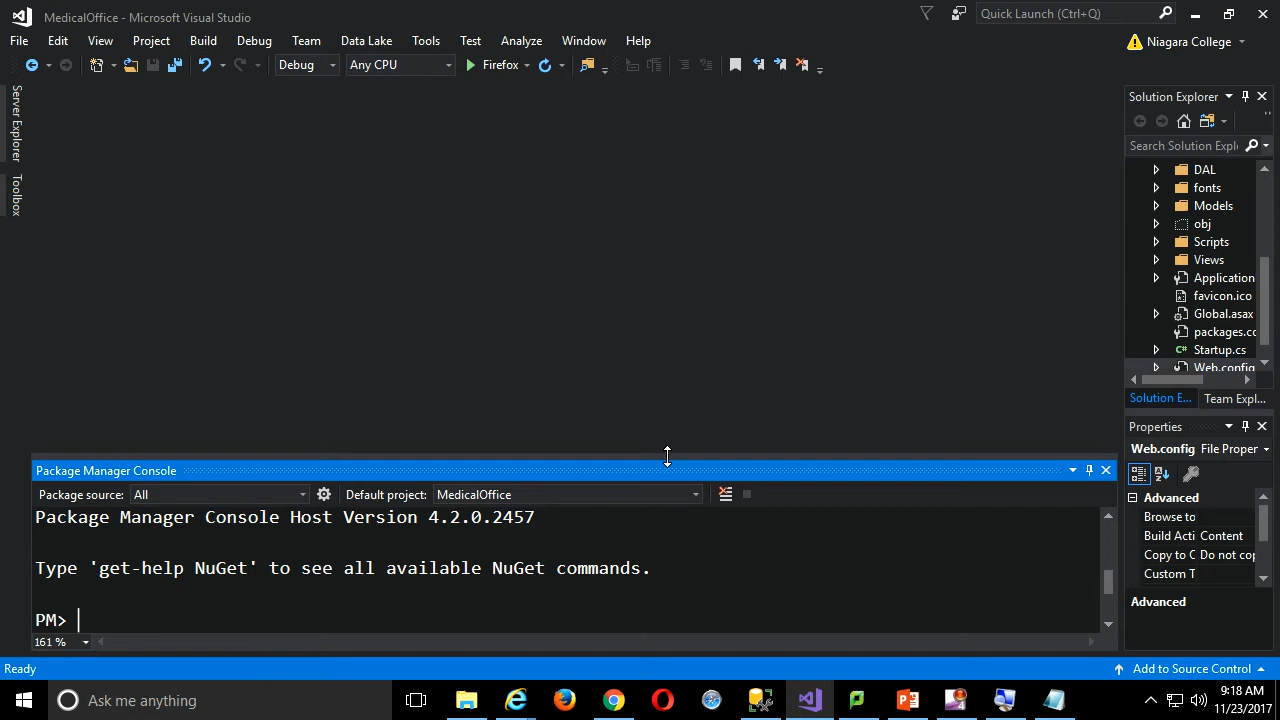 MedicalOffice - Microsoft Visual Studio
Quick Launch (Ctrl+Q)
File Edit View Project Build Debug Team Data Lake Tools Test Analyze Window Help
Niagara College
Debug Any CPU Firefox
Server Explorer
Toolbox
Solution Explorer
Search Solution Explo
DAL
fonts
Models
obj
Scripts
Views
Application
favicon.ico
Global.asax
packages.co
Startup.cs
Web.config
Solution E... Team Expl...
Properties
Web.config File Proper
Advanced
Browse to
Build Acti Content
Copy to C Do not cop
Custom T
Advanced
Package Manager Console
Package source: All Default project: MedicalOffice
Package Manager Console Host Version 4.2.0.2457
Type 'get-help NuGet' to see all available NuGet commands.
PM>
161 %
Ready
Add to Source Control
Ask me anything
9:18 AM
11/23/2017